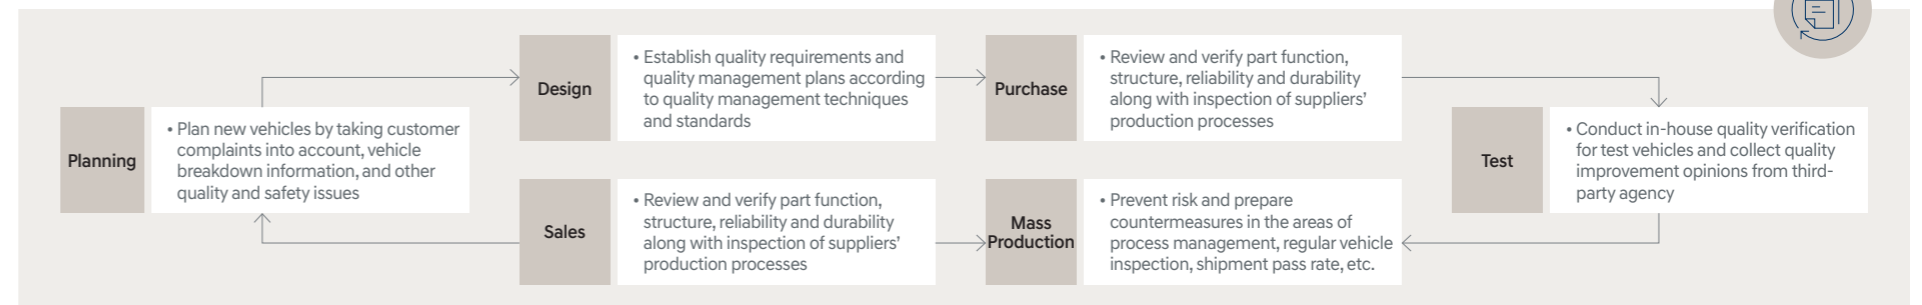 Planning
• Plan new vehicles by taking customer
complaints into account, vehicle
breakdown information, and other
quality and safety issues
Design
• Establish quality requirements and
quality management plans according
to quality management techniques
and standards
Purchase
• Review and verify part function,
structure, reliability and durability
along with inspection of suppliers’
production processes
Test
• Conduct in-house quality verification
for test vehicles and collect quality
improvement opinions from third-
party agency
Mass
Production
• Prevent risk and prepare
countermeasures in the areas of
process management, regular vehicle
inspection, shipment pass rate, etc.
Sales
• Review and verify part function,
structure, reliability and durability
along with inspection of suppliers’
production processes